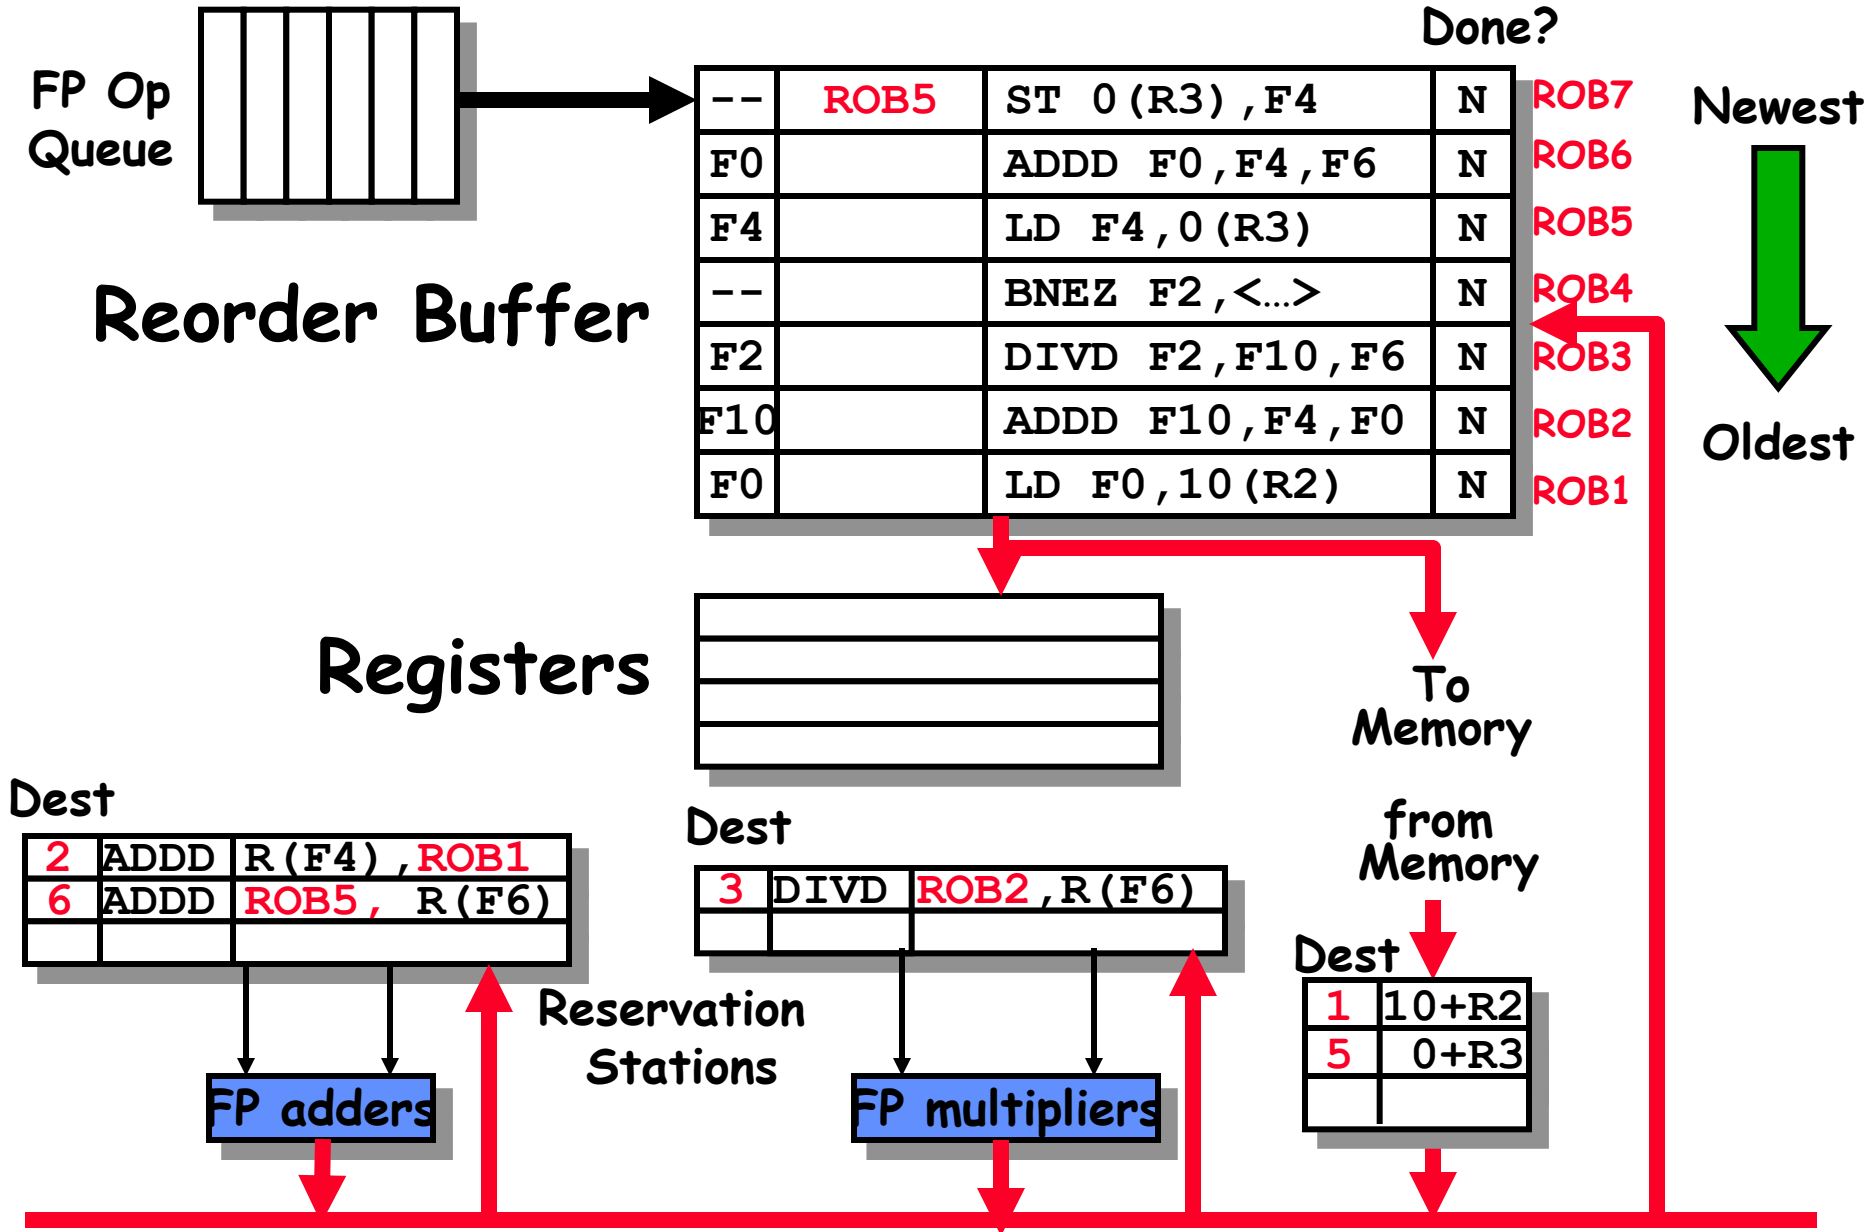 Done?
FP Op
Queue
-- ROB5 ST 0(R3),F4 N ROB7
F0 ADDD F0,F4,F6 N ROB6
F4 LD F4,0(R3) N ROB5
-- BNEZ F2,<…> N ROB4
F2 DIVD F2,F10,F6 N ROB3
F10 ADDD F10,F4,F0 N ROB2
F0 LD F0,10(R2) N ROB1
Newest
Oldest
Reorder Buffer
Registers
To
Memory
from
Memory
Dest
2 ADDD R(F4),ROB1
6 ADDD ROB5, R(F6)
Dest
3 DIVD ROB2,R(F6)
Dest
1 10+R2
5 0+R3
Reservation
Stations
FP adders
FP multipliers